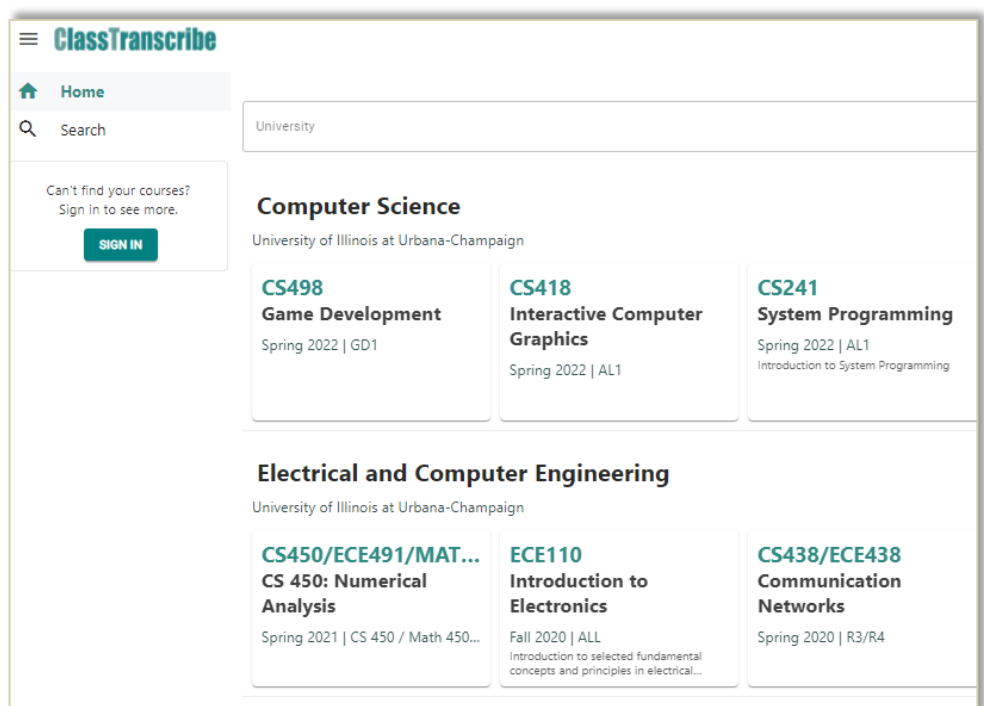 ClassTranscribe
Home
Search
Can't find your courses?
Sign in to see more.
SIGN IN
University
Computer Science
University of Illinois at Urbana-Champaign
CS498
Game Development
Spring 2022 | GD1
CS418
Interactive Computer
Graphics
Spring 2022 | AL1
CS241
System Programming
Spring 2022 | AL1
Introduction to System Programming
Electrical and Computer Engineering
University of Illinois at Urbana-Champaign
CS450/ECE491/MAT...
CS 450: Numerical
Analysis
Spring 2021 | CS 450 / Math 450...
ECE110
Introduction to
Electronics
Fall 2020 | ALL
Introduction to selected fundamental
concepts and principles in electrical...
CS438/ECE438
Communication
Networks
Spring 2020 | R3/R4